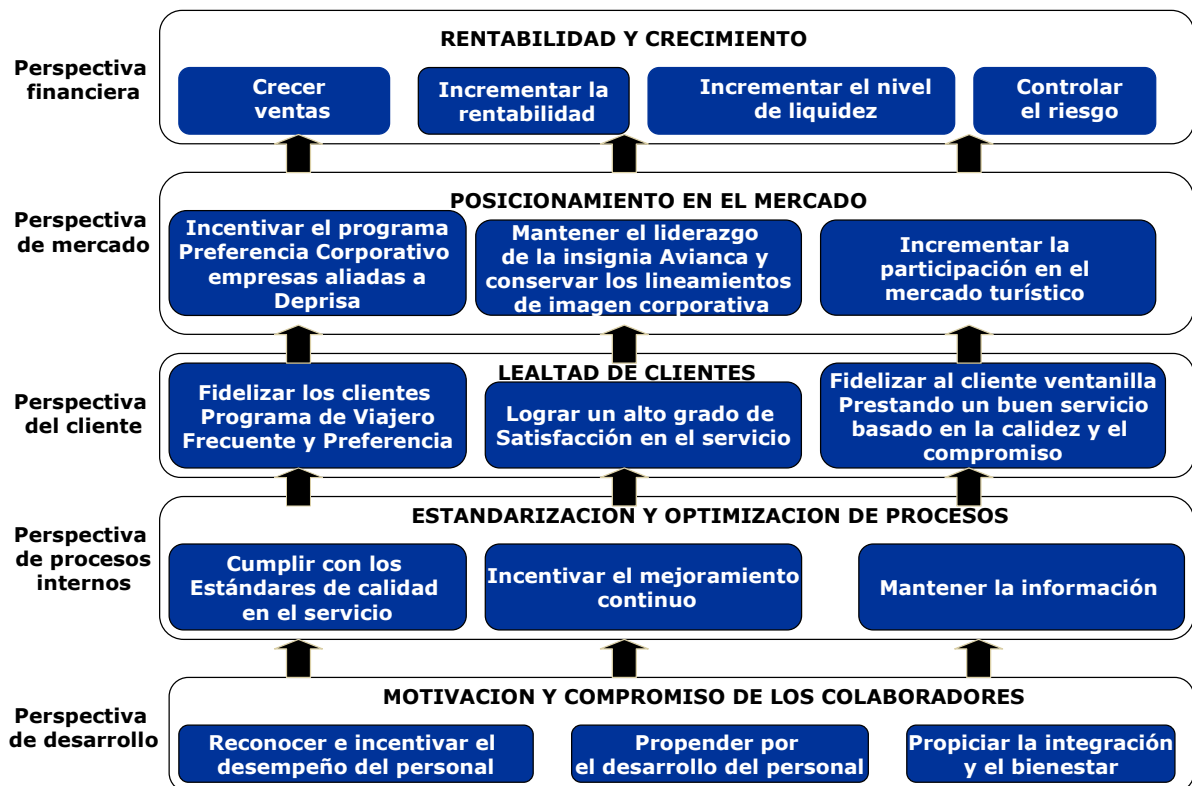 RENTABILIDAD Y CRECIMIENTO
Perspectiva
financiera
Crecer
ventas
Incrementar la
rentabilidad
Incrementar el nivel
de liquidez
Controlar
el riesgo
POSICIONAMIENTO EN EL MERCADO
Perspectiva
de mercado
Incentivar el programa
Preferencia Corporativo
empresas aliadas a
Deprisa
Mantener el liderazgo
de la insignia Avianca y
conservar los lineamientos
de imagen corporativa
Incrementar la
participación en el
mercado turístico
LEALTAD DE CLIENTES
Perspectiva
del cliente
Fidelizar los clientes
Programa de Viajero
Frecuente y Preferencia
Lograr un alto grado de
Satisfacción en el servicio
Fidelizar al cliente ventanilla
Prestando un buen servicio
basado en la calidez y el
compromiso
ESTANDARIZACION Y OPTIMIZACION DE PROCESOS
Perspectiva
de procesos
internos
Cumplir con los
Estándares de calidad
en el servicio
Incentivar el mejoramiento
continuo
Mantener la información
MOTIVACION Y COMPROMISO DE LOS COLABORADORES
Perspectiva
de desarrollo
Reconocer e incentivar el
desempeño del personal
Propender por
el desarrollo del personal
Propiciar la integración
y el bienestar